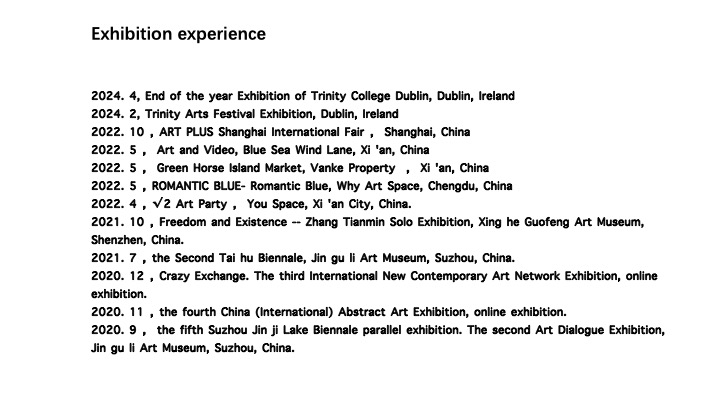 Exhibition experience
2024. 4, End of the year Exhibition of Trinity College Dublin, Dublin, Ireland
2024. 2, Trinity Arts Festival Exhibition, Dublin, Ireland
2022. 10 , ART PLUS Shanghai International Fair ,  Shanghai, China
2022. 5 ,  Art and Video, Blue Sea Wind Lane, Xi 'an, China
2022. 5 ,  Green Horse Island Market, Vanke Property  ,  Xi 'an, China
2022. 5 , ROMANTIC BLUE- Romantic Blue, Why Art Space, Chengdu, China
2022. 4 , √2 Art Party ,  You Space, Xi 'an City, China.
2021. 10 , Freedom and Existence -- Zhang Tianmin Solo Exhibition, Xing he Guofeng Art Museum,
Shenzhen, China.
2021. 7 , the Second Tai hu Biennale, Jin gu li Art Museum, Suzhou, China.
2020. 12 , Crazy Exchange. The third International New Contemporary Art Network Exhibition, online
exhibition.
2020. 11 , the fourth China (International) Abstract Art Exhibition, online exhibition.
2020. 9 ,  the fifth Suzhou Jin ji Lake Biennale parallel exhibition. The second Art Dialogue Exhibition,
Jin gu li Art Museum, Suzhou, China.